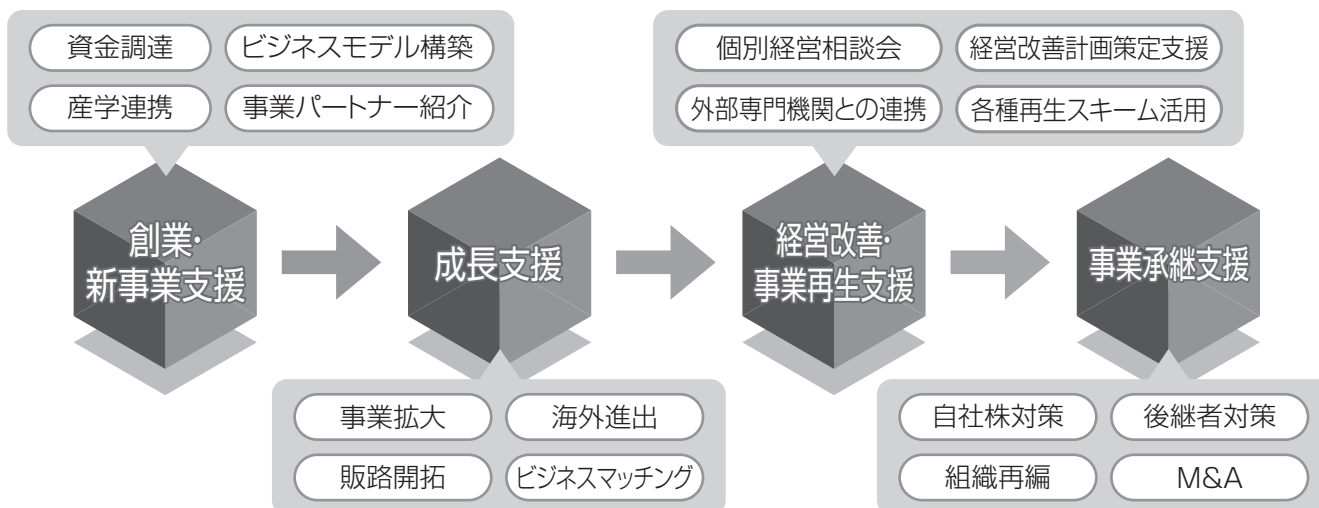 資金調達
ビジネスモデル構築
産学連携
事業パートナー紹介
個別経営相談会
経営改善計画策定支援
外部専門機関との連携
各種再生スキーム活用
創業・
新事業支援
成長支援
経営改善・
事業再生支援
事業承継支援
事業拡大
海外進出
販路開拓
ビジネスマッチング
自社株対策
後継者対策
組織再編
M&A